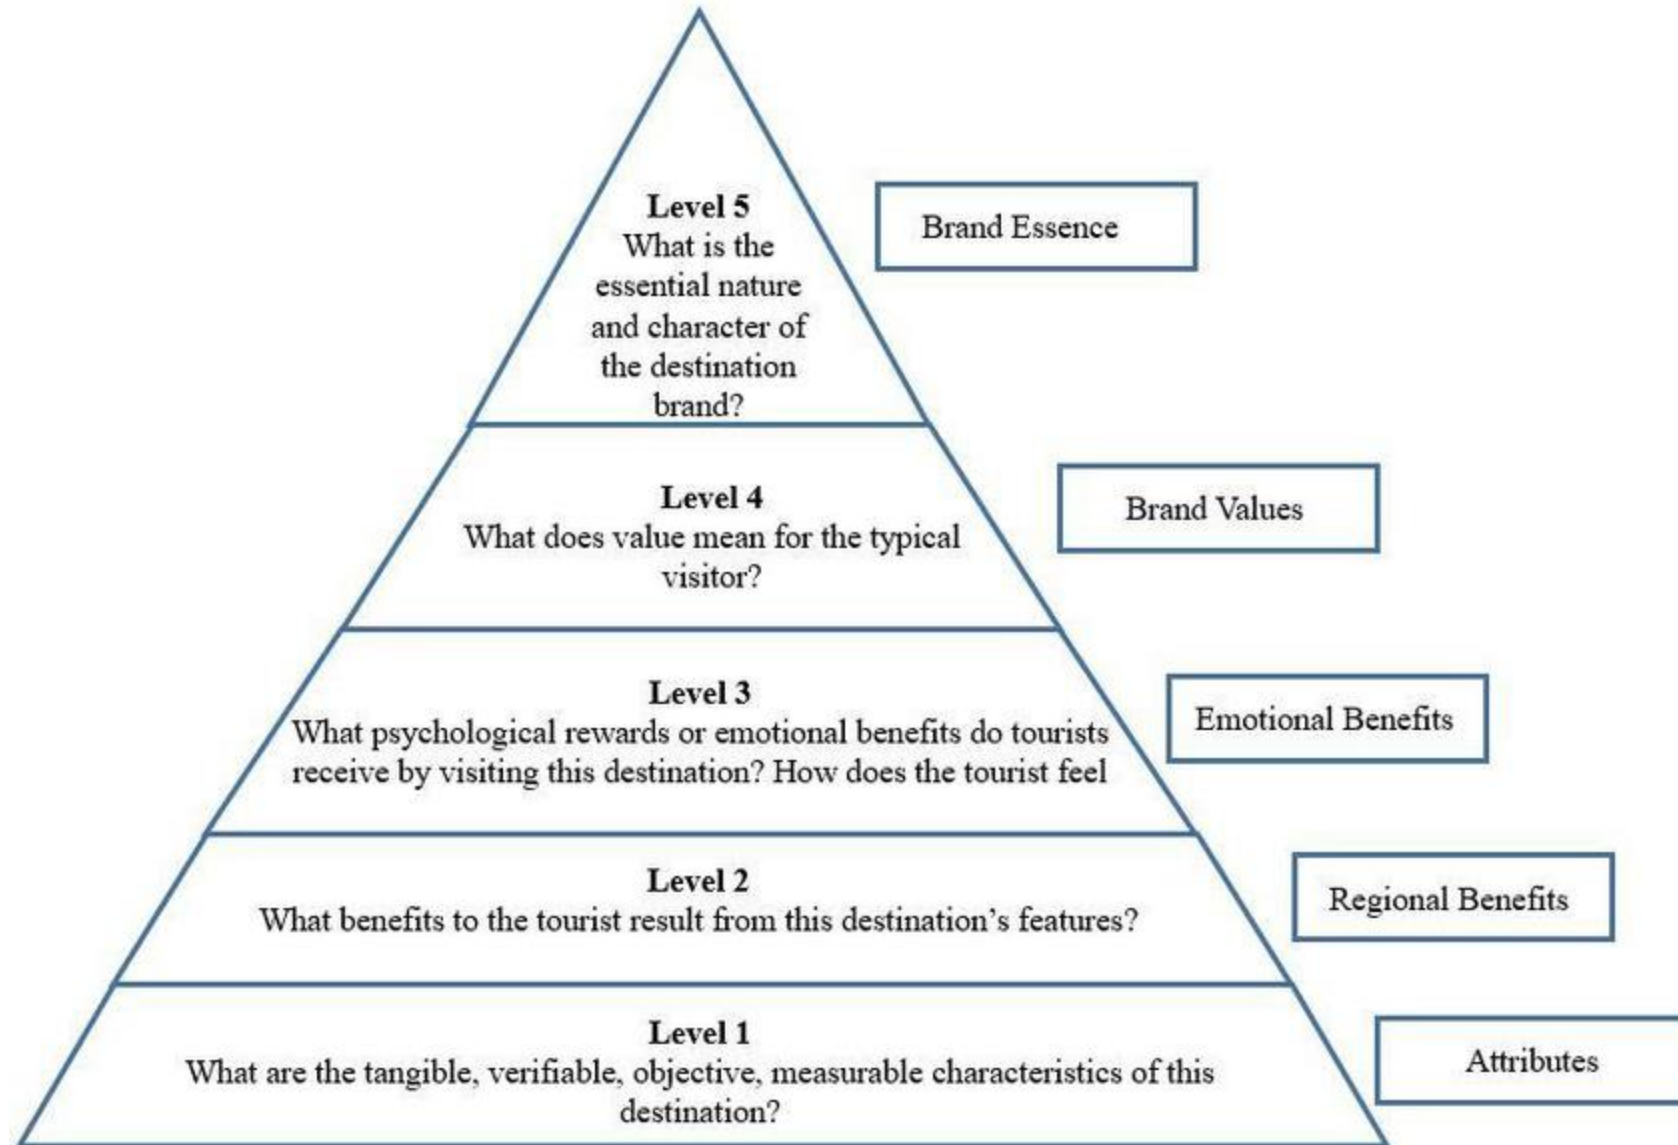 Level 5
What is the
essential nature
and character of
the destination
brand?
Brand Essence
Level 4
What does value mean for the typical
visitor?
Brand Values
Level 3
What psychological rewards or emotional benefits do tourists
receive by visiting this destination? How does the tourist feel
Emotional Benefits
Level 2
What benefits to the tourist result from this destination’s features?
Regional Benefits
Level 1
What are the tangible, verifiable, objective, measurable characteristics of this
destination?
Attributes